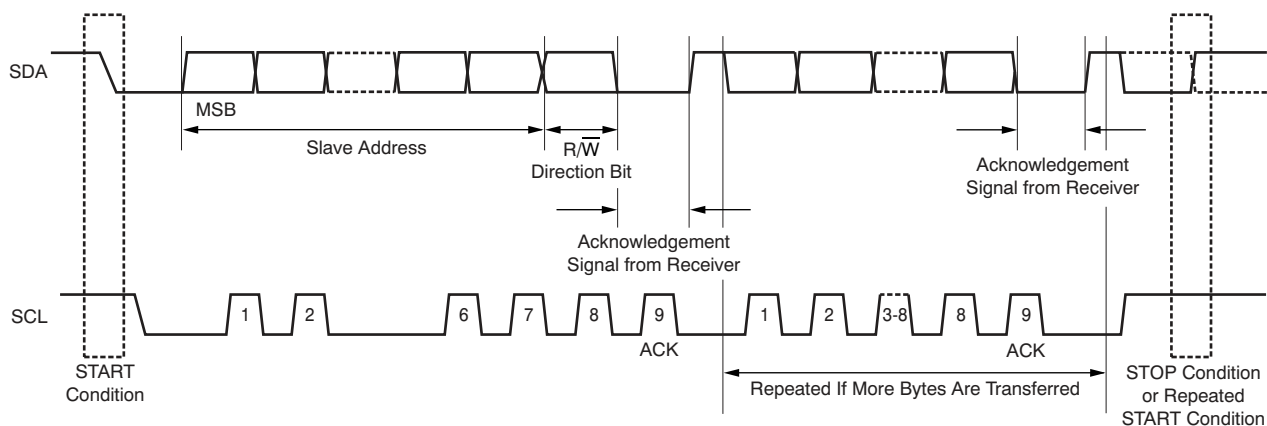 SDA
MSB
Slave Address
R/W̅
Direction Bit
Acknowledgement
Signal from Receiver
Acknowledgement
Signal from Receiver
SCL
1
2
6
7
8
9
1
2
3-8
8
9
ACK
ACK
START
Condition
Repeated If More Bytes Are Transferred
STOP Condition
or Repeated
START Condition